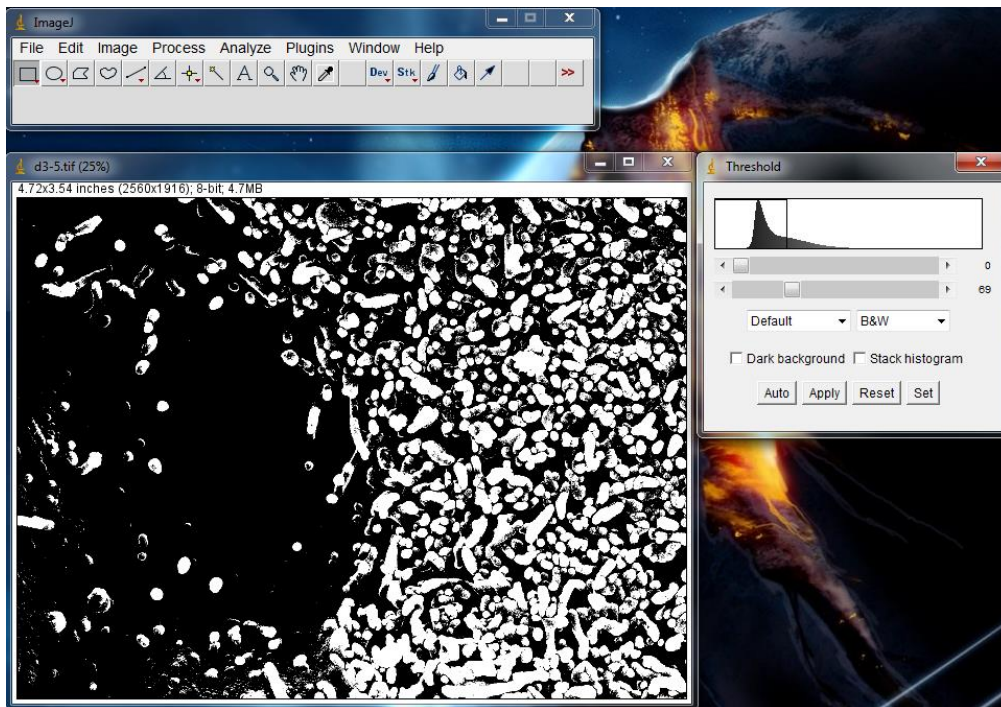 ImageJ
File Edit Image Process Analyze Plugins Window Help
Dev Stk >>
d3-5.tif (25%)
4.72x3.54 inches (2560x1916); 8-bit; 4.7MB
Threshold
0
69
Default B&W
Dark background Stack histogram
Auto Apply Reset Set